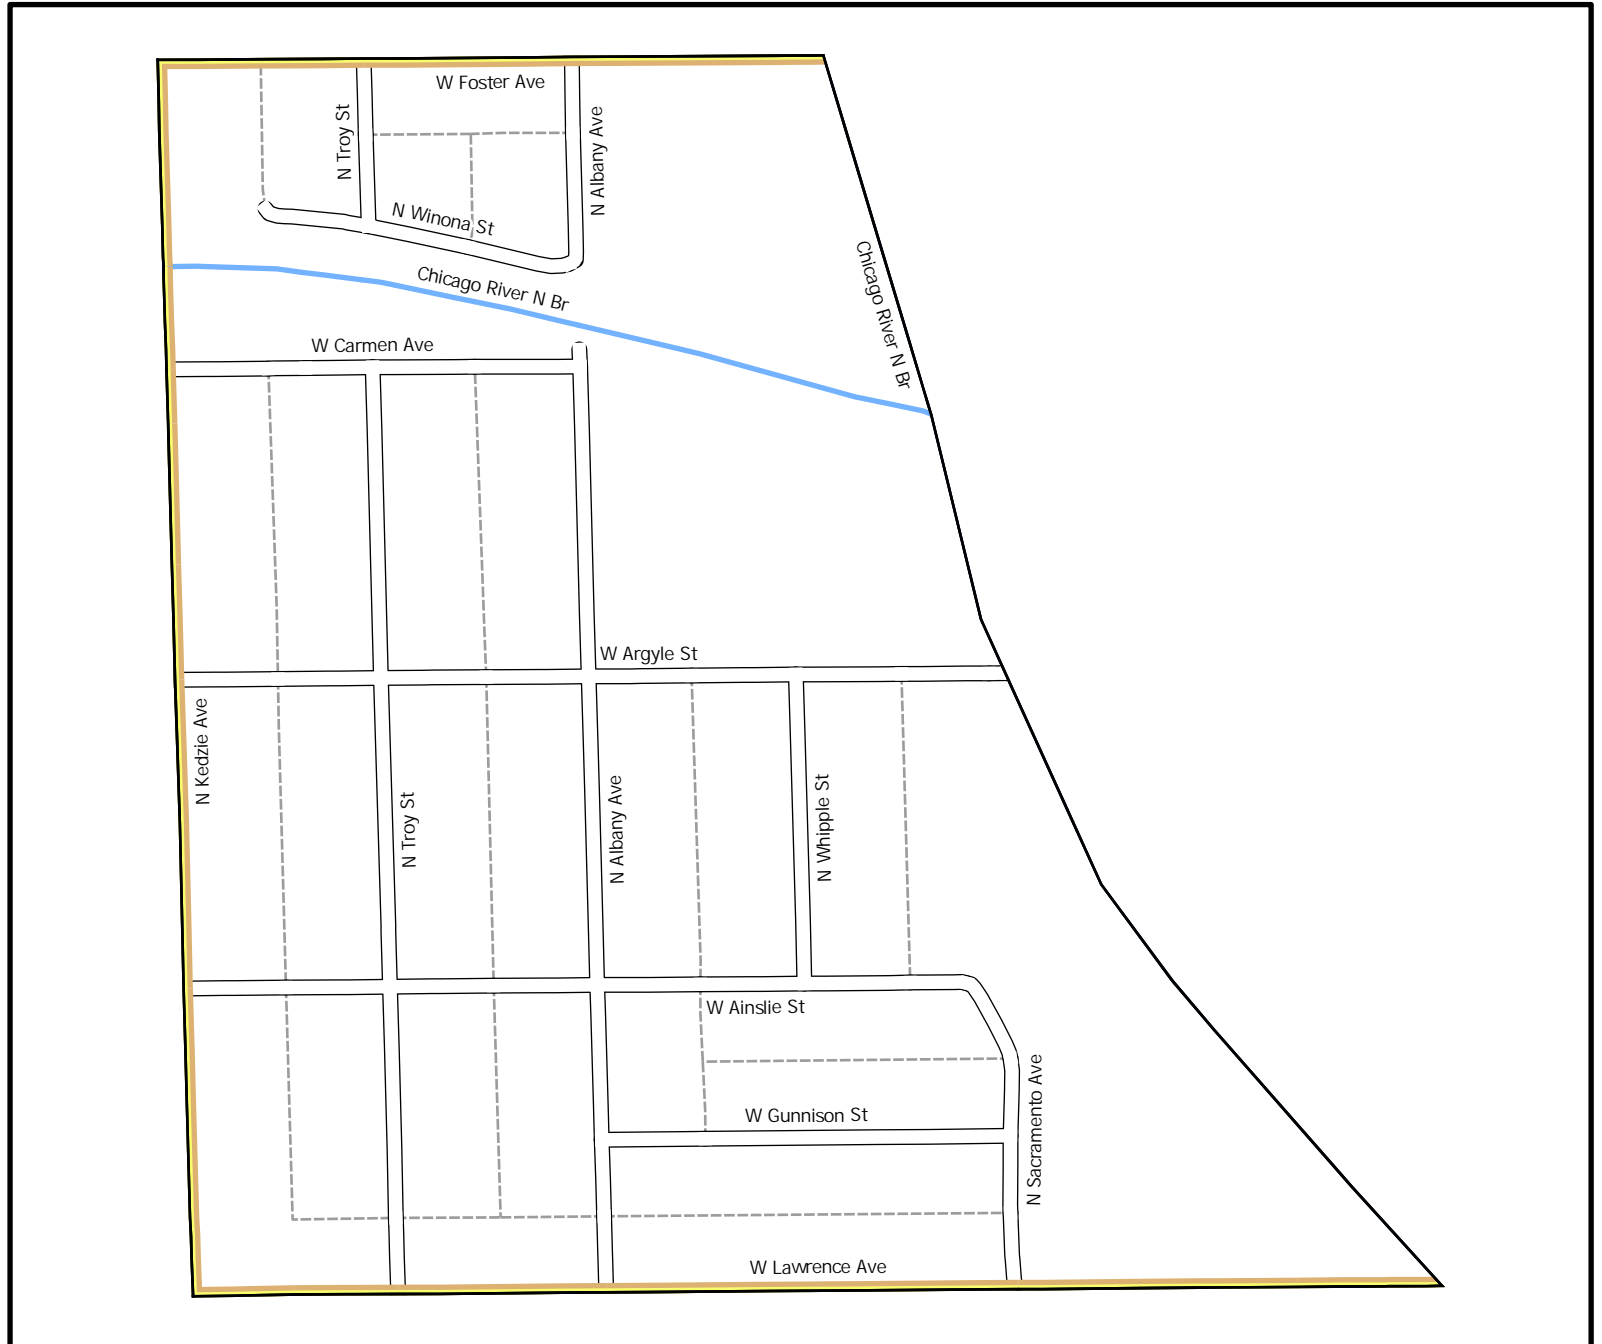 W Foster Ave
N Troy St
N Albany Ave
N Winona St
Chicago River N Br
Chicago River N Br
W Carmen Ave
W Argyle St
N Kedzie Ave
N Troy St
N Albany Ave
N Whipple St
W Ainslie St
N Sacramento Ave
W Gunnison St
W Lawrence Ave